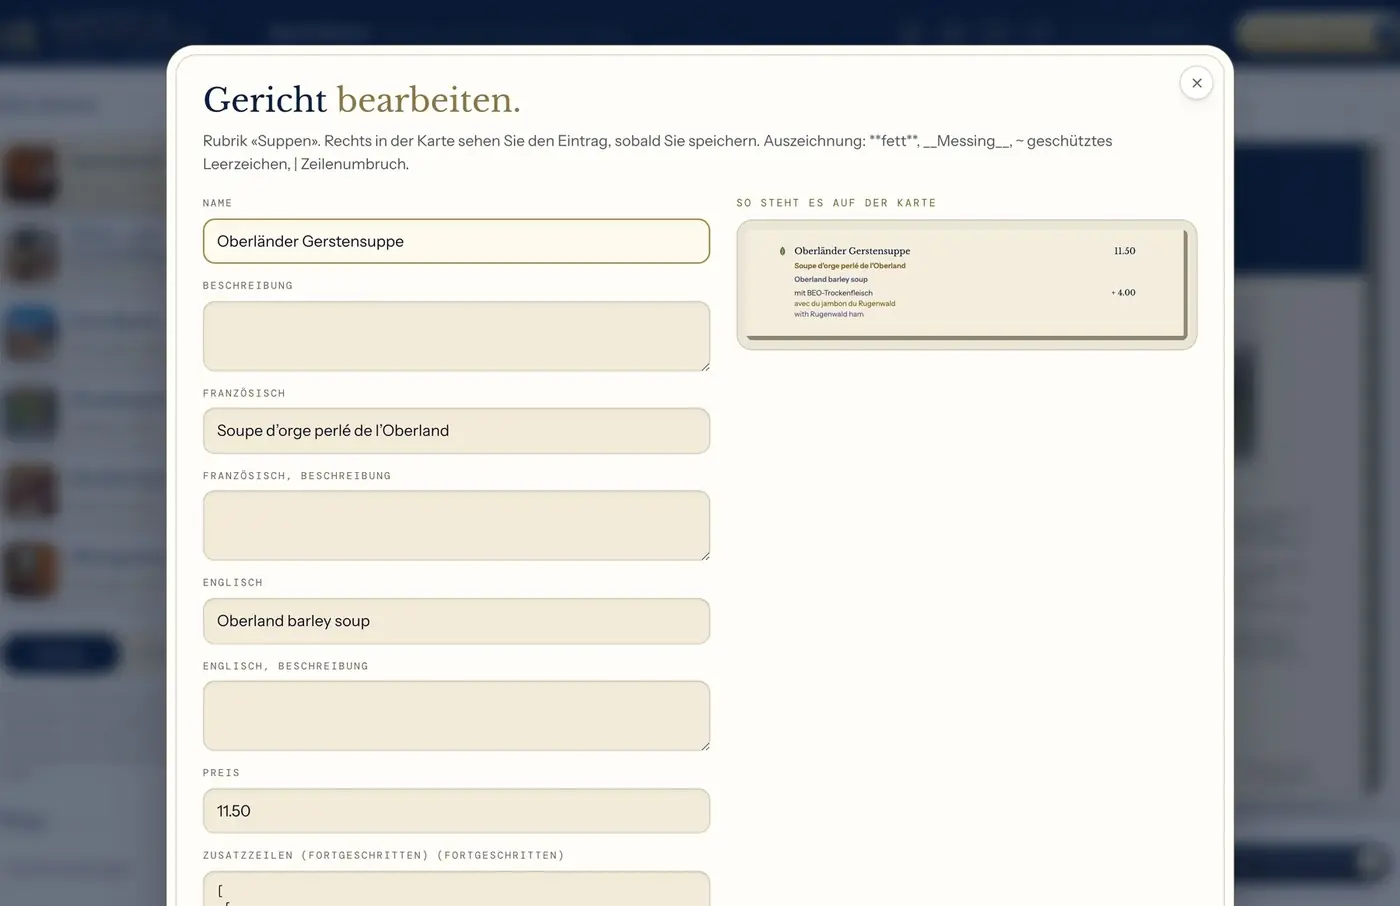 Gericht bearbeiten.
Rubrik «Suppen». Rechts in der Karte sehen Sie den Eintrag, sobald Sie speichern. Auszeichnung: **fett**, __Messing__, ~ geschütztes
Leerzeichen, | Zeilenumbruch.
NAME
Oberländer Gerstensuppe
BESCHREIBUNG
FRANZÖSISCH
Soupe d’orge perlé de l’Oberland
FRANZÖSISCH, BESCHREIBUNG
ENGLISCH
Oberland barley soup
ENGLISCH, BESCHREIBUNG
PREIS
11.50
ZUSATZZEILEN (FORTGESCHRITTEN) (FORTGESCHRITTEN)
[
SO STEHT ES AUF DER KARTE
Oberländer Gerstensuppe 11.50
Soupe d’orge perlé de l’Oberland
Oberland barley soup
mit BEO-Trockenfleisch + 4.00
avec du jambon du Rugenwald
with Rugenwald ham